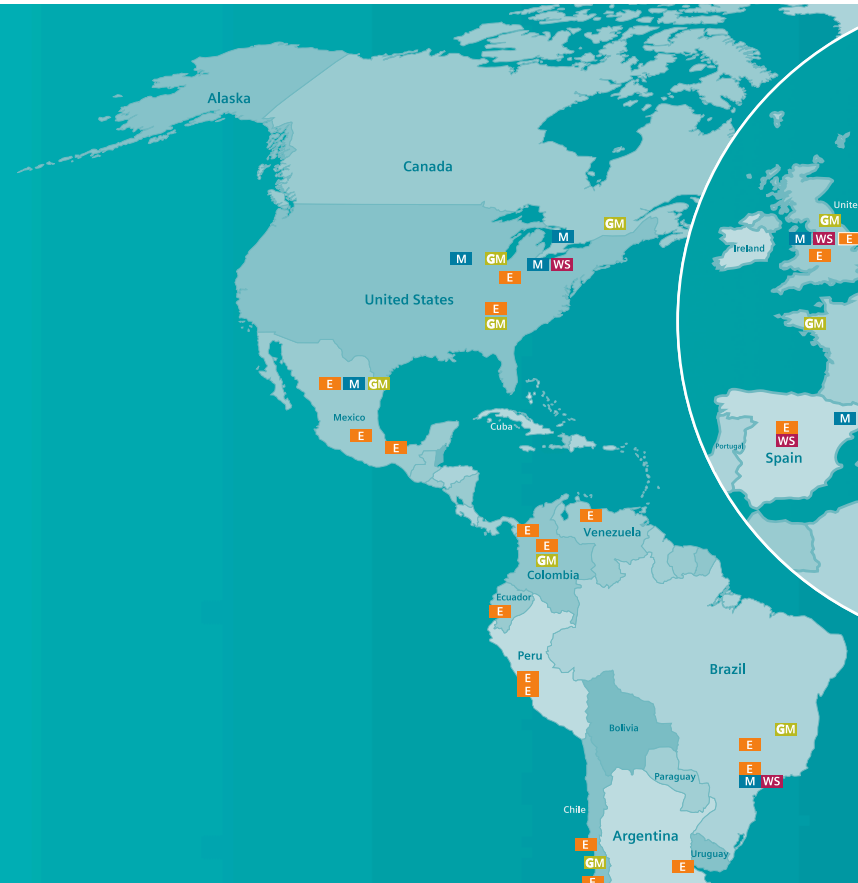 Alaska
Canada
GM
M
M
GM
M WS
E
United States
E
GM
E M GM
Mexico
E
E
Cuba
Unite
GM
M WS E
Ireland
E
GM
M
E
WS
Portugal
Spain
E
E
Venezuela
E
GM
Colombia
Ecuador
E
Peru
E
E
Brazil
Bolivia
GM
E
E
M WS
Paraguay
Chile
Argentina
E
GM
Uruguay
E
E